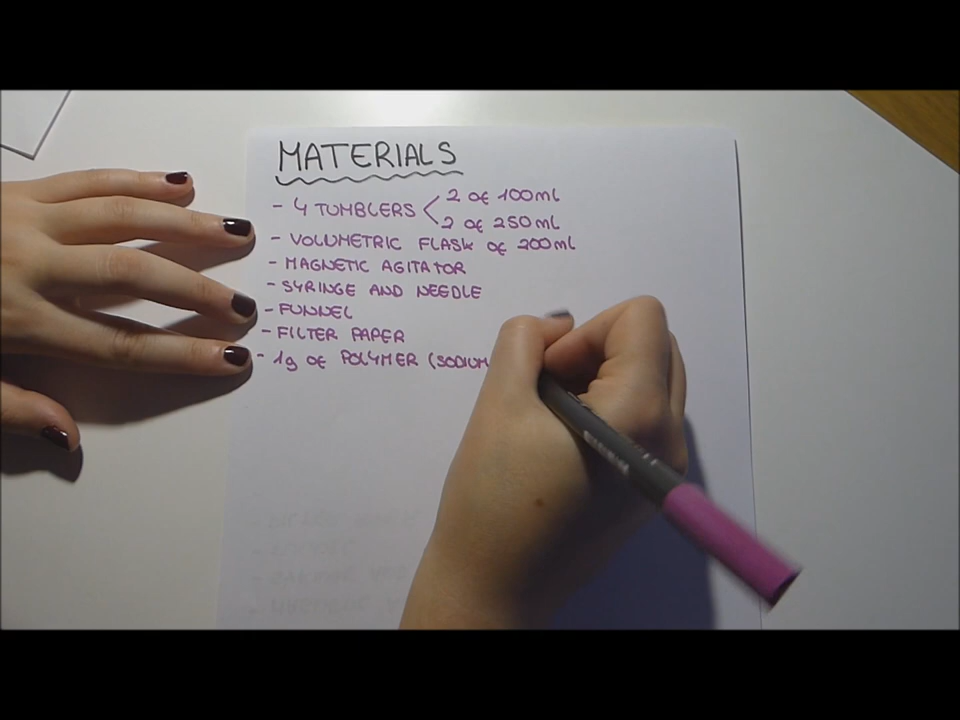 MATERIALS
- 4 TUMBLERS < 2 of 100ml
2 of 250ml
- VOLUMETRIC FLASK of 200ml
- MAGNETIC AGITATOR
- SYRINGE AND NEEDLE
- FUNNEL
- FILTER PAPER
- 1g of POLYMER (SODIUM